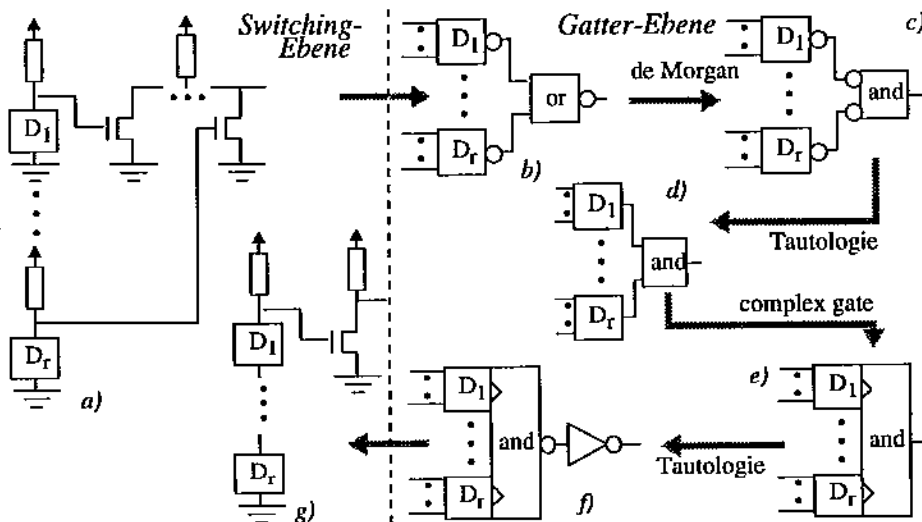 Switching-
Ebene
Gatter-Ebene
D1
Dr
a)
D1
Dr
or
b)
de Morgan
D1
Dr
and
c)
Tautologie
D1
Dr
and
d)
complex gate
D1
Dr
and
e)
Tautologie
D1
Dr
and
f)
D1
Dr
g)